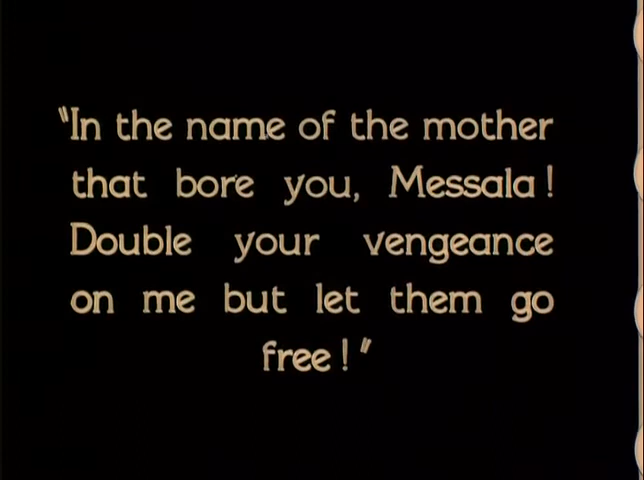 "In the name of the mother
that bore you, Messala!
Double your vengeance
on me but let them go
free!"